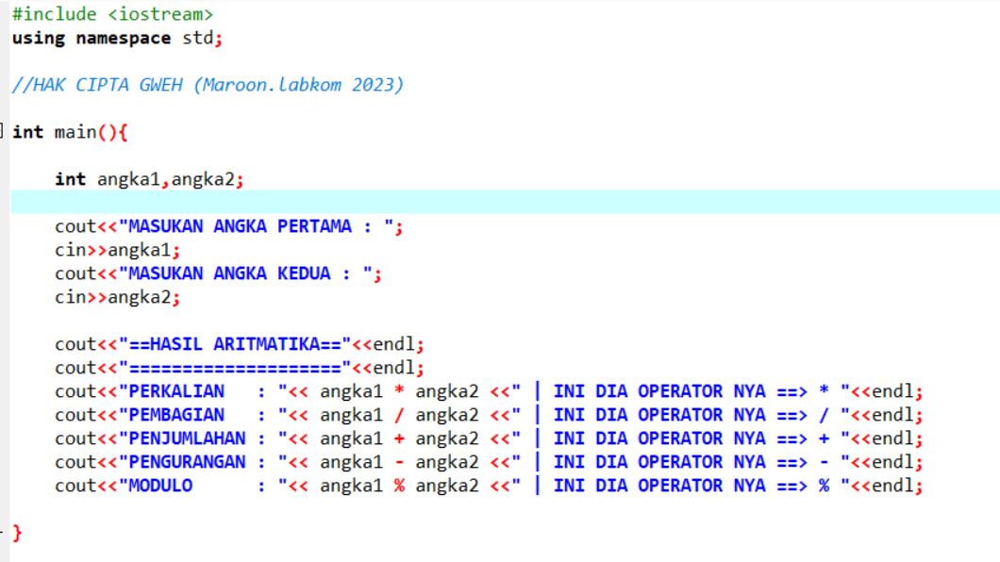 #include <iostream>
using namespace std;
//HAK CIPTA GWEH (Maroon.labkom 2023)
int main(){
int angka1,angka2;
cout<<"MASUKAN ANGKA PERTAMA : ";
cin>>angka1;
cout<<"MASUKAN ANGKA KEDUA : ";
cin>>angka2;
cout<<"==HASIL ARITMATIKA=="<<endl;
cout<<"===================="<<endl;
cout<<"PERKALIAN   : "<< angka1 * angka2 <<" | INI DIA OPERATOR NYA ==> * "<<endl;
cout<<"PEMBAGIAN   : "<< angka1 / angka2 <<" | INI DIA OPERATOR NYA ==> / "<<endl;
cout<<"PENJUMLAHAN : "<< angka1 + angka2 <<" | INI DIA OPERATOR NYA ==> + "<<endl;
cout<<"PENGURANGAN : "<< angka1 - angka2 <<" | INI DIA OPERATOR NYA ==> - "<<endl;
cout<<"MODULO      : "<< angka1 % angka2 <<" | INI DIA OPERATOR NYA ==> % "<<endl;
}